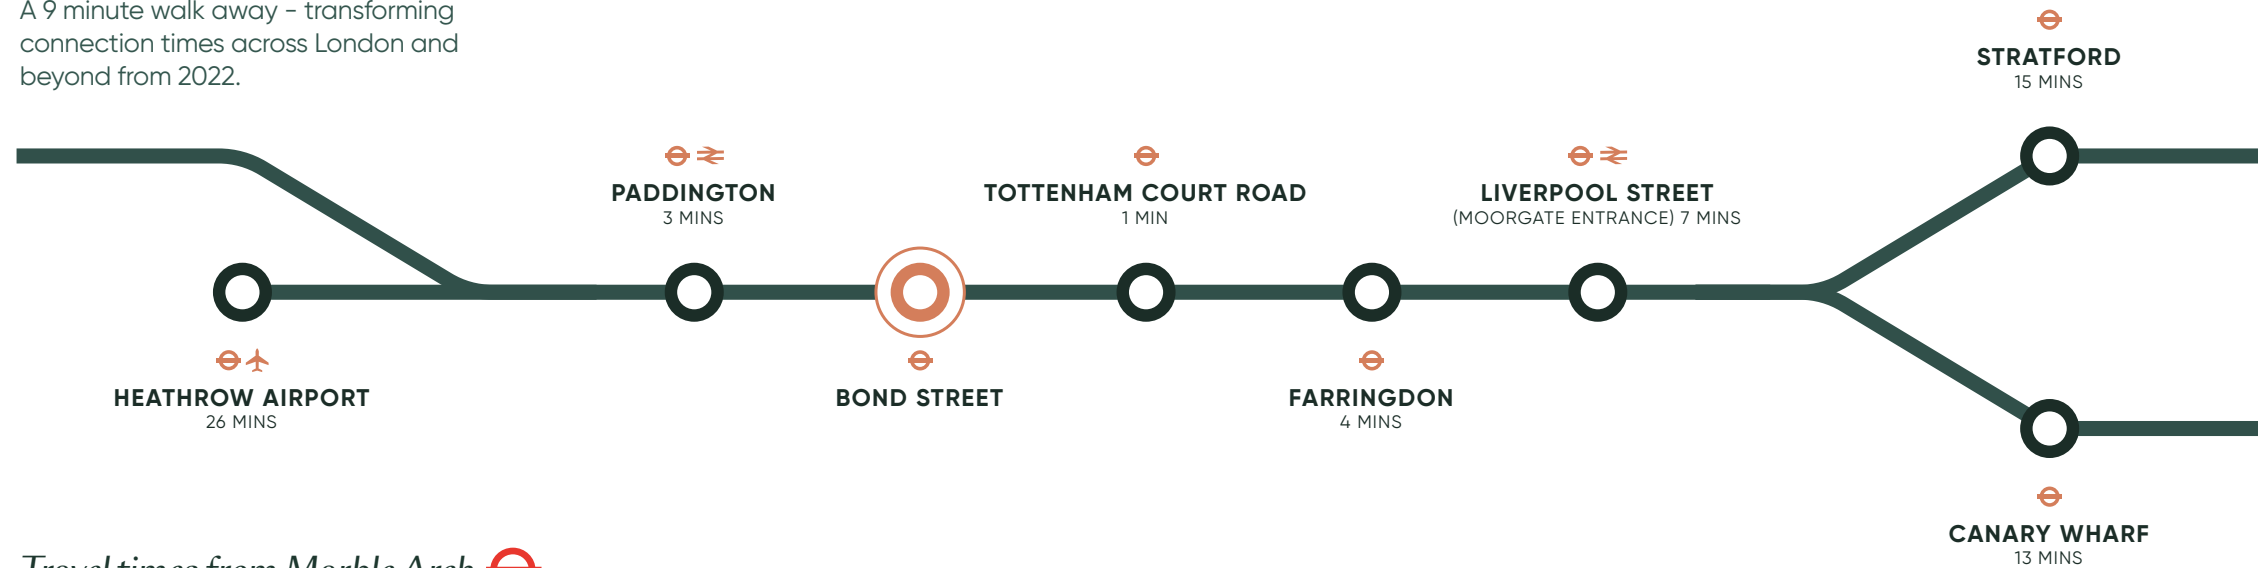 A 9 minute walk away – transforming
connection times across London and
beyond from 2022.
STRATFORD
15 MINS
PADDINGTON
3 MINS
TOTTENHAM COURT ROAD
1 MIN
LIVERPOOL STREET
(MOORGATE ENTRANCE) 7 MINS
HEATHROW AIRPORT
26 MINS
BOND STREET
FARRINGDON
4 MINS
CANARY WHARF
13 MINS
Travel times from Marble Arch